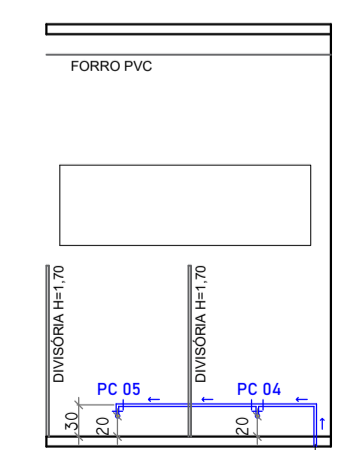 FORRO PVC
DIVISÓRIA H=1,70
DIVISÓRIA H=1,70
PC 05
PC 04
30
20
20